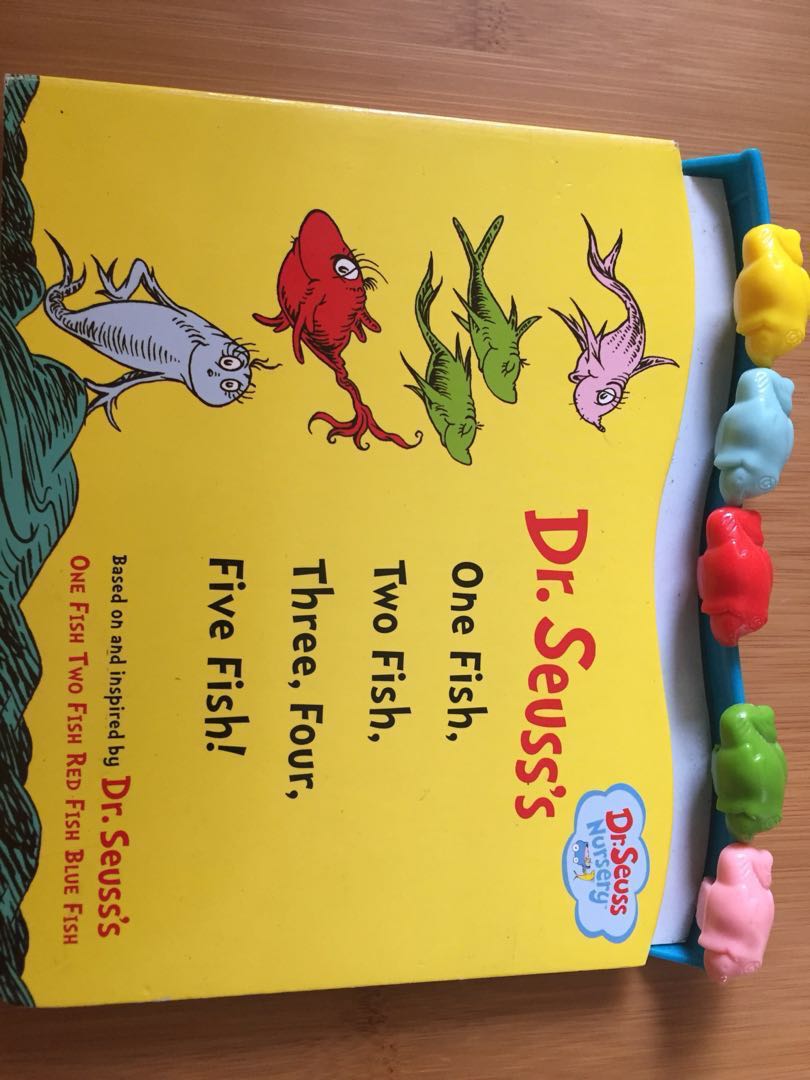 Dr. Seuss
Nursery™
Dr. Seuss's
One Fish,
Two Fish,
Three, Four,
Five Fish!
Based on and inspired by Dr. Seuss's
ONE FISH TWO FISH RED FISH BLUE FISH